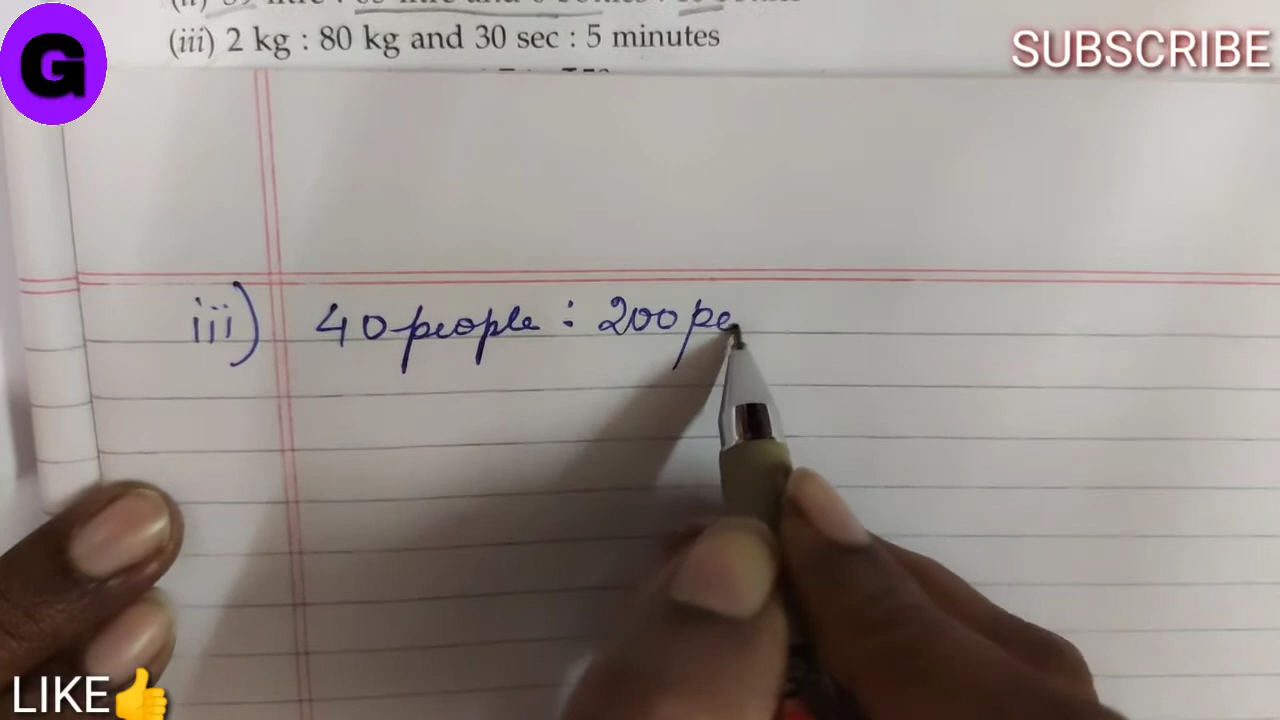 (iii) 2 kg : 80 kg and 30 sec : 5 minutes
SUBSCRIBE
G
iii) 40 people : 200 pe
LIKE👍